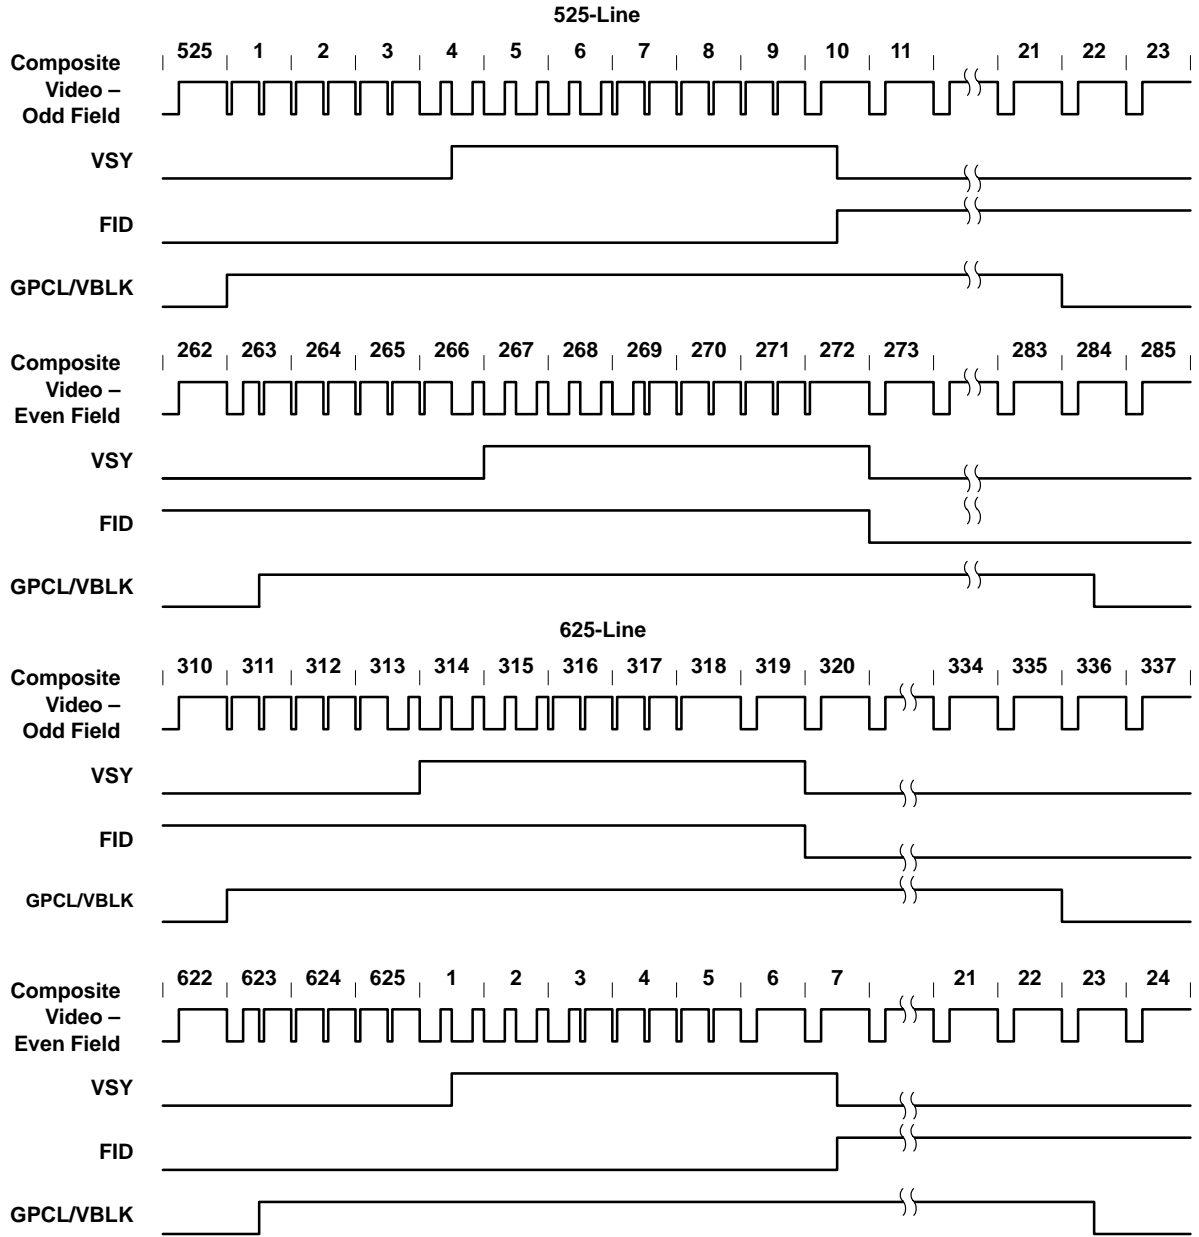 525-Line
525 1 2 3 4 5 6 7 8 9 10 11 21 22 23
Composite
Video –
Odd Field
VSY
FID
GPCL/VBLK
262 263 264 265 266 267 268 269 270 271 272 273 283 284 285
Composite
Video –
Even Field
VSY
FID
GPCL/VBLK
625-Line
310 311 312 313 314 315 316 317 318 319 320 334 335 336 337
Composite
Video –
Odd Field
VSY
FID
GPCL/VBLK
622 623 624 625 1 2 3 4 5 6 7 21 22 23 24
Composite
Video –
Even Field
VSY
FID
GPCL/VBLK